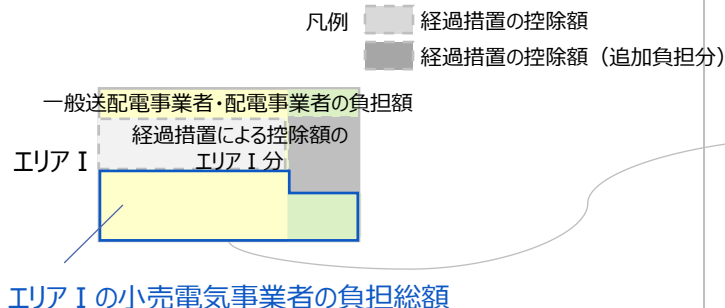 凡例
経過措置の控除額
経過措置の控除額（追加負担分）
一般送配電事業者・配電事業者の負担額
経過措置による控除額の
エリアⅠ分
エリアⅠ
エリアⅠの小売電気事業者の負担総額